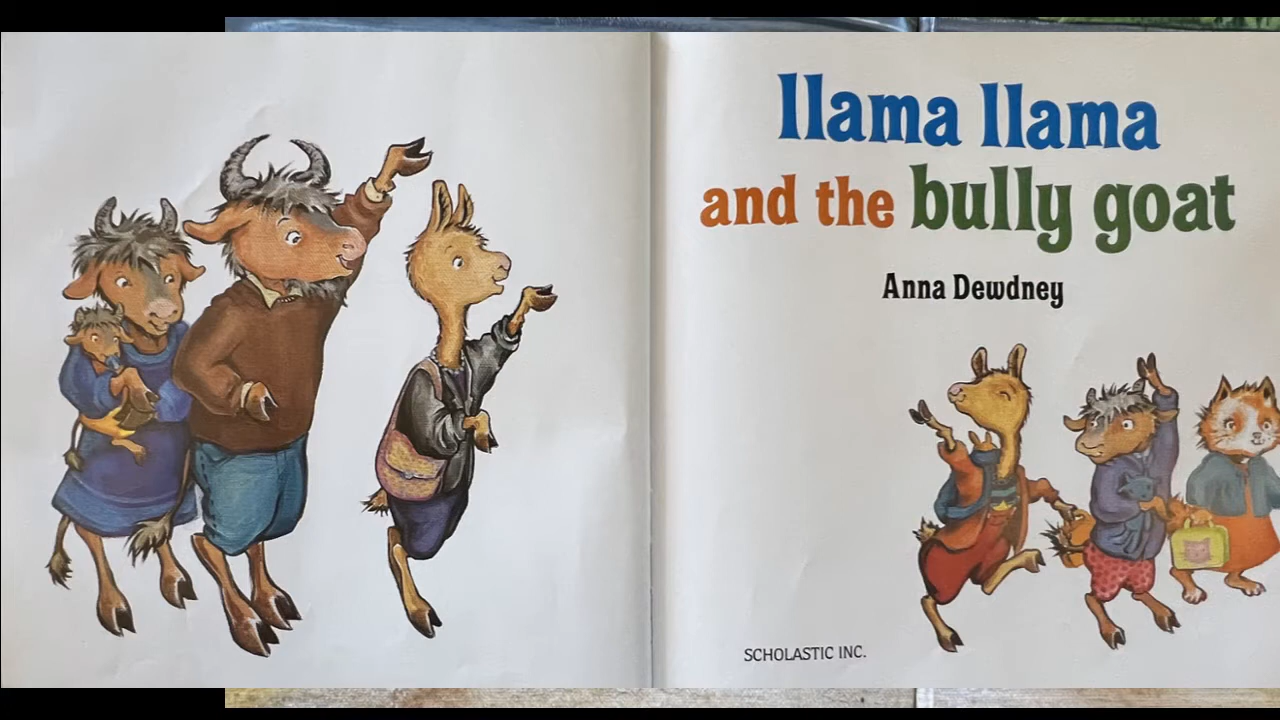 llama llama
and the bully goat
Anna Dewdney
SCHOLASTIC INC.